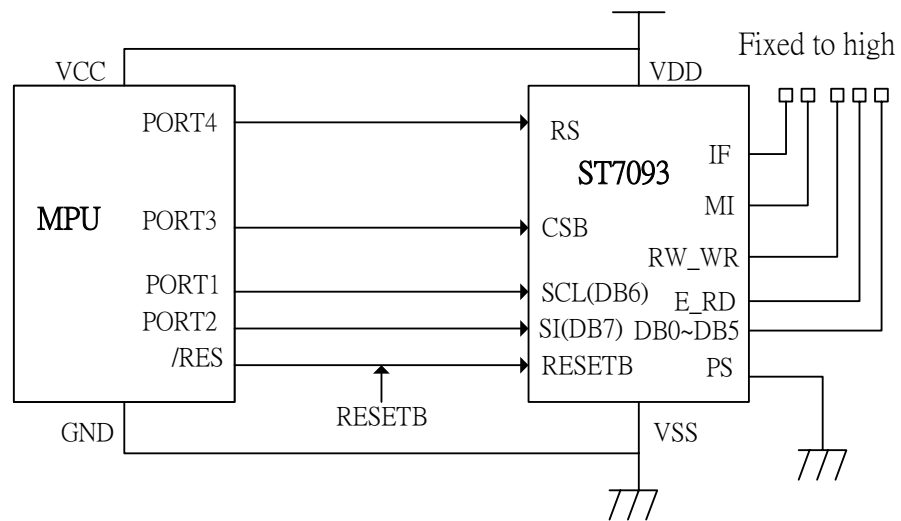 Fixed to high
VCC
VDD
PORT4
RS
ST7093
IF
MPU
PORT3
CSB
MI
RW_WR
PORT1
SCL(DB6)
E_RD
PORT2
SI(DB7)
DB0~DB5
/RES
RESETB
PS
RESETB
GND
VSS